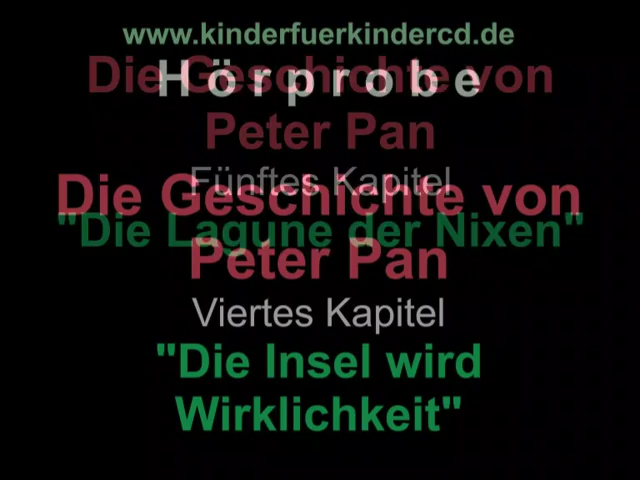 www.kinderfuerkindercd.de
Hörprobe
Die Geschichte von
Peter Pan
Fünftes Kapitel
"Die Lagune der Nixen"
Die Geschichte von
Peter Pan
Viertes Kapitel
"Die Insel wird
Wirklichkeit"